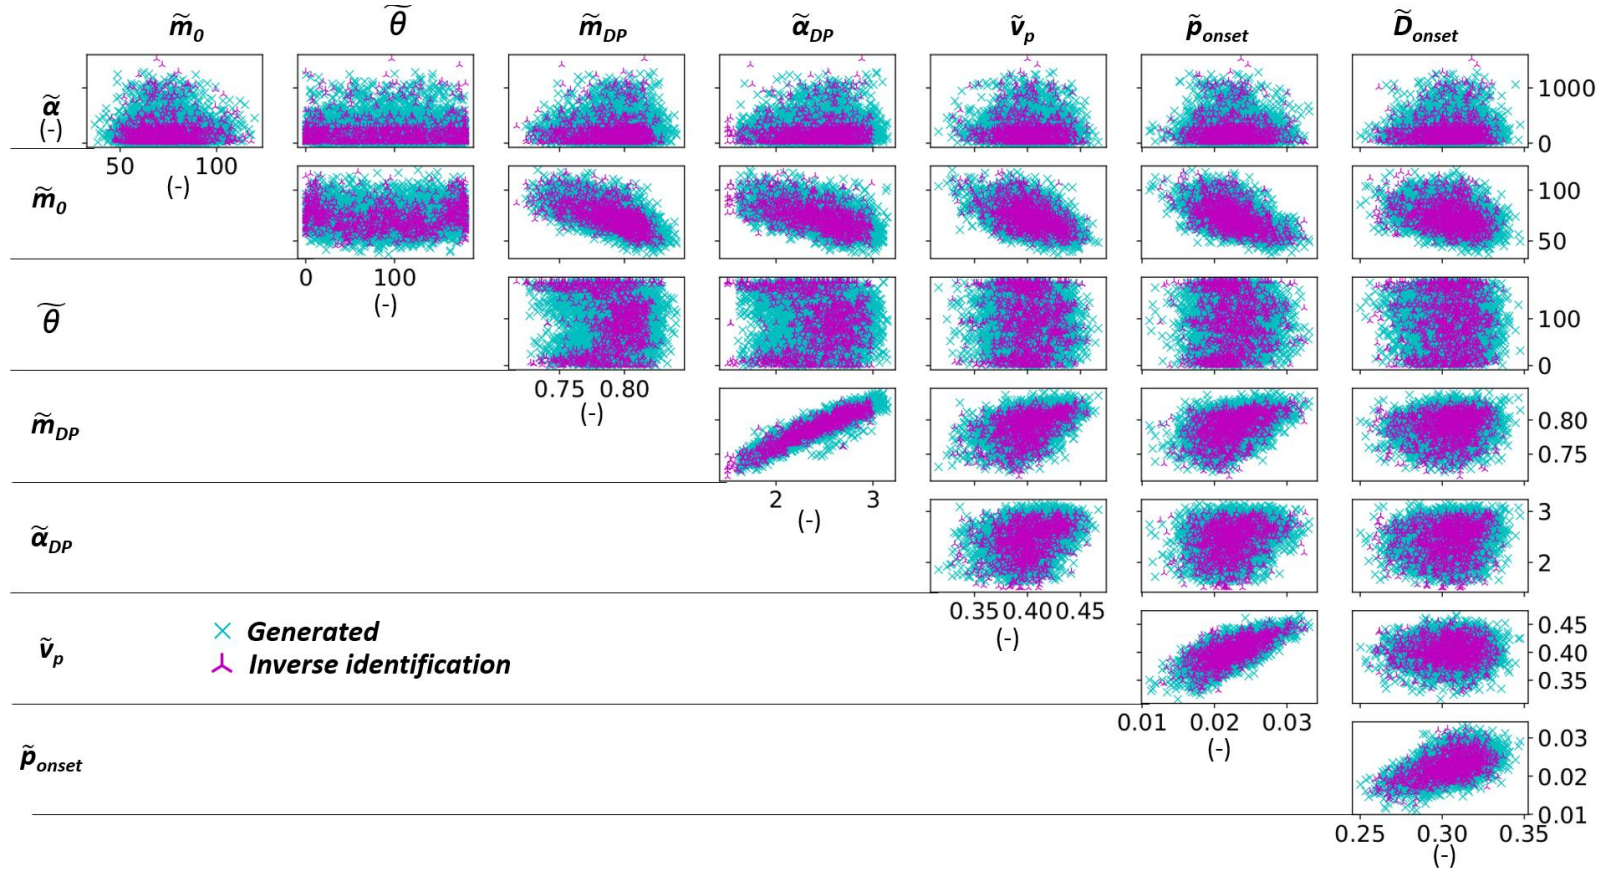 m̃₀ θ̃ m̃_DP α̃_DP ṽ_p p̃_onset D̃_onset
α̃
(-)
1000
0
50 100
(-)
m̃₀
100
50
0 100
(-)
θ̃
100
0
0.75 0.80
(-)
m̃_DP
0.80
0.75
2 3
(-)
α̃_DP
3
2
0.35 0.40 0.45
(-)
ṽ_p
Generated
Inverse identification
0.45
0.40
0.35
0.01 0.02 0.03
(-)
p̃_onset
0.03
0.02
0.01
0.25 0.30 0.35
(-)